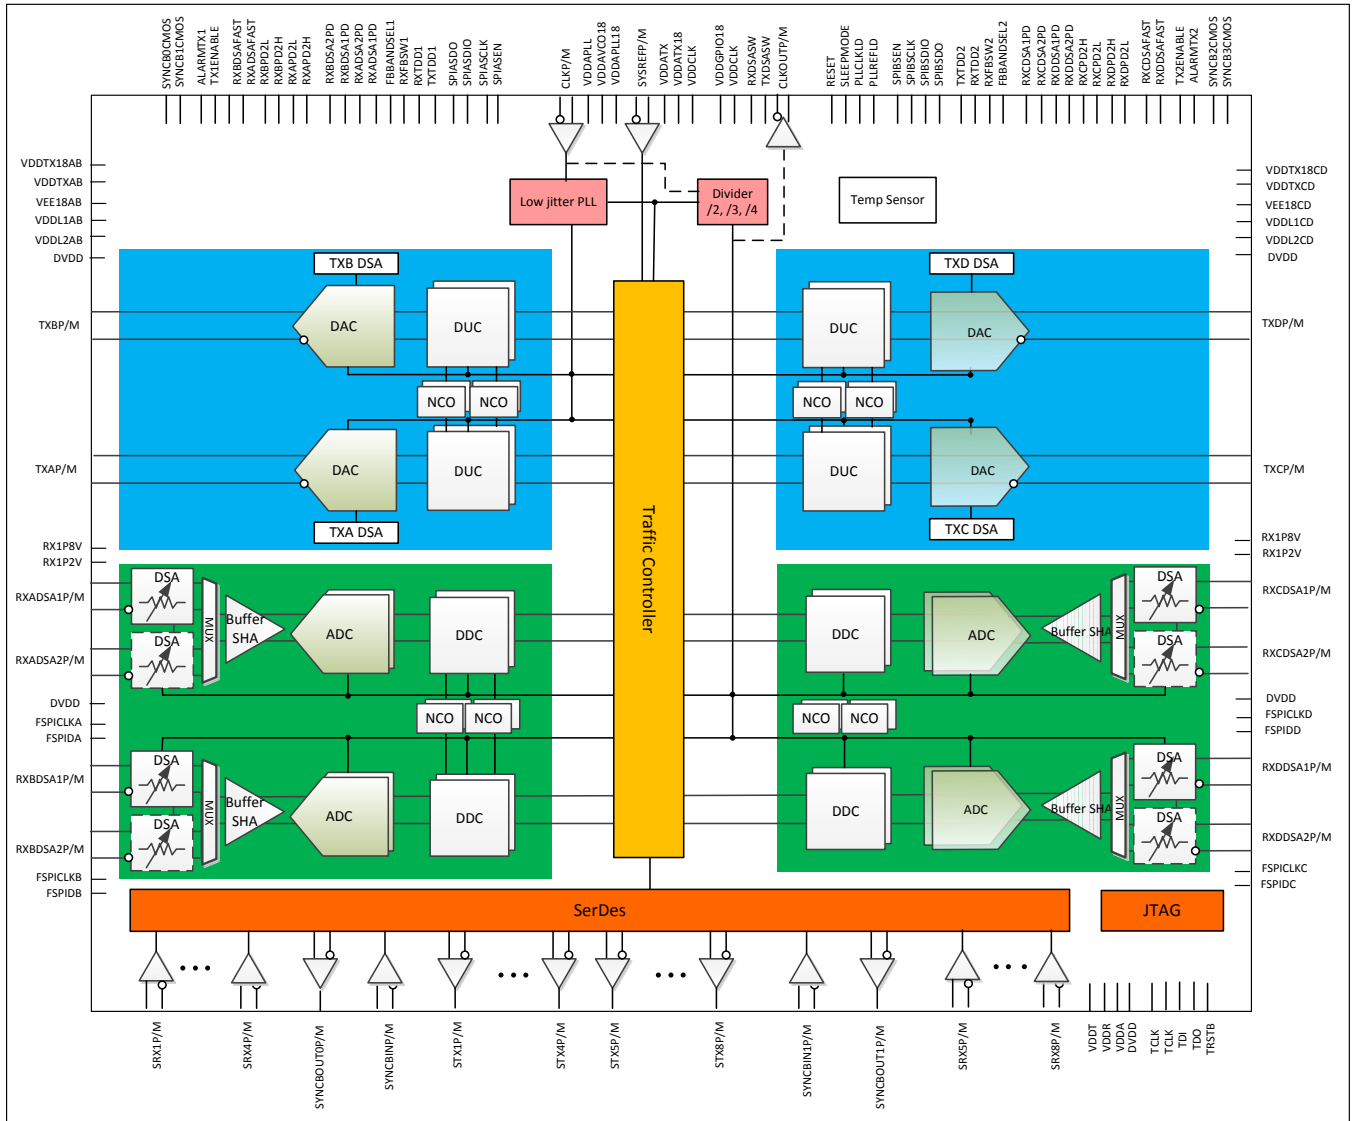 SYNCB0CMOS
SYNCB1CMOS
ALARMTX1
TX1ENABLE
RXBDSAFAST
RXADSAFAST
RXBPD2L
RXBPD2H
RXAPD2L
RXAPD2H
RXBDSA2PD
RXBDSA1PD
RXADSA2PD
RXADSA1PD
FBBANDSEL1
RXFBSW1
RXTDD1
TXTDD1
SPIASDO
SPIASDIO
SPIASCLK
SPIASEN
CLKP/M
VDDAPLL
VDDAVCO18
VDDAPLL18
SYSREFP/M
VDDATX
VDDATX18
VDDCLK
VDDGPIO18
VDDCLK
RXDSASW
TXDSASW
CLKOUTP/M
RESET
SLEEPMODE
PLLCLKLD
PLLREFLD
SPIBSEN
SPIBSCLK
SPIBSDIO
SPIBSDO
TXTDD2
RXTDD2
RXFBSW2
FBBANDSEL2
RXCDSA1PD
RXCDSA2PD
RXDDSA1PD
RXDDSA2PD
RXCPD2H
RXCPD2L
RXDPD2H
RXDPD2L
RXCDSAFAST
RXDDSAFAST
TX2ENABLE
ALARMTX2
SYNCB2CMOS
SYNCB3CMOS
VDDTX18AB
VDDTXAB
VEE18AB
VDDL1AB
VDDL2AB
DVDD
Low jitter PLL
Divider
/2, /3, /4
Temp Sensor
VDDTX18CD
VDDTXCD
VEE18CD
VDDL1CD
VDDL2CD
DVDD
TXB DSA
TXD DSA
TXBP/M
DAC
DUC
DUC
DAC
TXDP/M
NCO
NCO
NCO
NCO
TXAP/M
DAC
DUC
DUC
DAC
TXCP/M
TXA DSA
TXC DSA
Traffic Controller
RX1P8V
RX1P2V
RX1P8V
RX1P2V
RXADSA1P/M
DSA
MUX
Buffer
SHA
ADC
DDC
DDC
ADC
Buffer SHA
MUX
DSA
RXCDSA1P/M
RXADSA2P/M
DSA
DSA
RXCDSA2P/M
DVDD
FSPICLKA
FSPIDA
NCO
NCO
NCO
NCO
DVDD
FSPICLKD
FSPIDD
RXBDSA1P/M
DSA
MUX
Buffer
SHA
ADC
DDC
DDC
ADC
Buffer SHA
MUX
DSA
RXDDSA1P/M
RXBDSA2P/M
DSA
DSA
RXDDSA2P/M
FSPICLKB
FSPIDB
FSPICLKC
FSPIDC
SerDes
JTAG
SRX1P/M
SRX4P/M
SYNCBOUT0P/M
SYNCBINP/M
STX1P/M
STX4P/M
STX5P/M
STX8P/M
SYNCBIN1P/M
SYNCBOUT1P/M
SRX5P/M
SRX8P/M
VDDT
VDDR
VDDA
DVDD
TCLK
TCLK
TDI
TDO
TRSTB